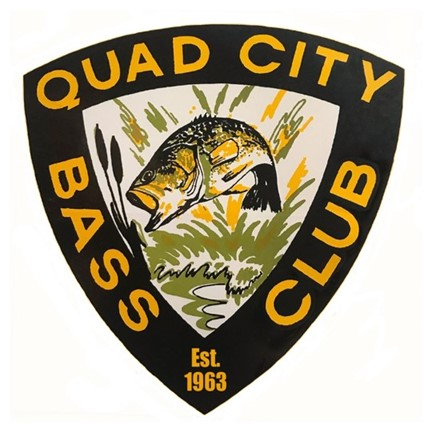 QUAD CITY
BASS
CLUB
Est.
1963